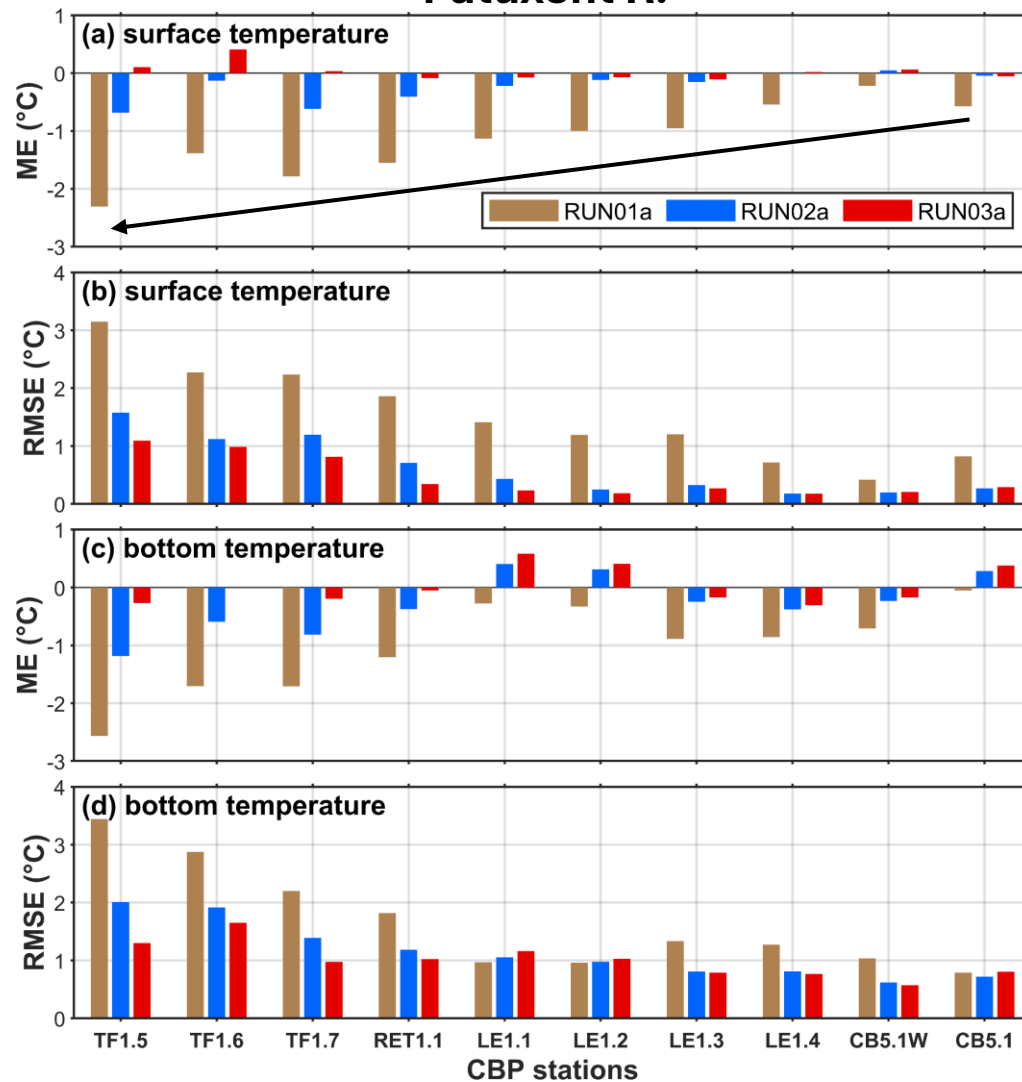 (a) surface temperature
ME (°C)
1
0
-1
-2
-3
RUN01a RUN02a RUN03a
(b) surface temperature
RMSE (°C)
4
3
2
1
0
(c) bottom temperature
ME (°C)
1
0
-1
-2
-3
(d) bottom temperature
RMSE (°C)
4
3
2
1
0
TF1.5 TF1.6 TF1.7 RET1.1 LE1.1 LE1.2 LE1.3 LE1.4 CB5.1W CB5.1
CBP stations